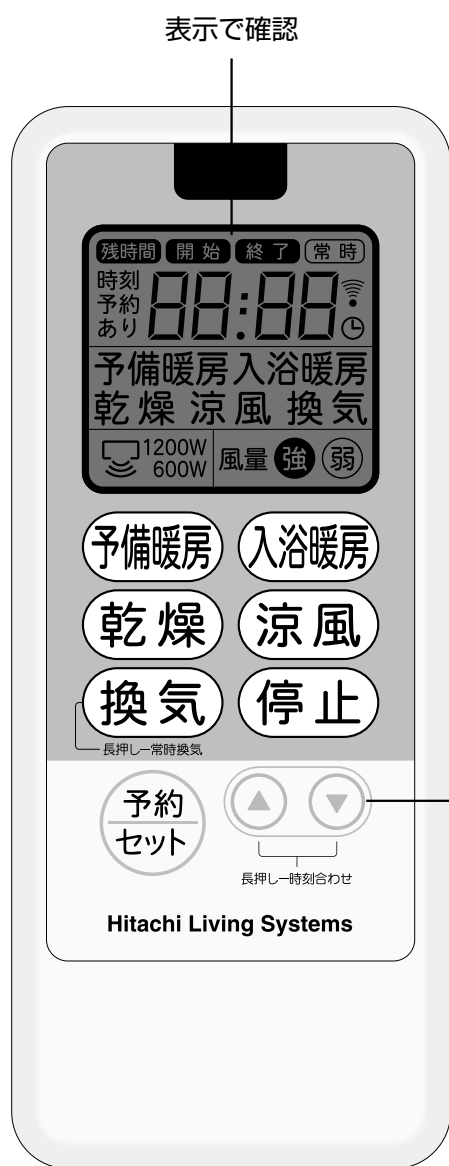 表示で確認
残時間 開始 終了 常時
時刻
予約
あり
88:88
予備暖房 入浴暖房
乾燥 涼風 換気
1200W
600W
風量 強 弱
予備暖房 入浴暖房
乾燥 涼風
換気 停止
長押しー常時換気
予約
セット
長押しー時刻合わせ
Hitachi Living Systems